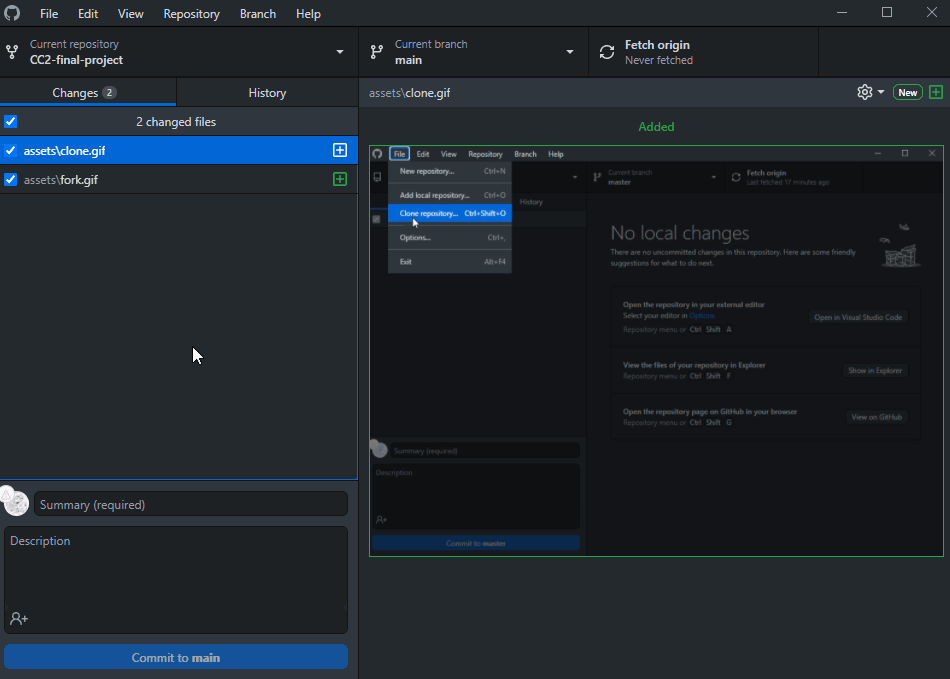 File Edit View Repository Branch Help
Current repository
CC2-final-project
Current branch
main
Fetch origin
Never fetched
Changes 2
History
2 changed files
assets\clone.gif
assets\fork.gif
Summary (required)
Description
Commit to main
assets\clone.gif
New
Added
File Edit View Repository Branch Help
New repository... Ctrl+N
Add local repository... Ctrl+O
Clone repository... Ctrl+Shift+O
Options... Ctrl+,
Exit Alt+F4
Current branch
master
Fetch origin
Last fetched 17 minutes ago
History
No local changes
There are no uncommitted changes in this repository. Here are some friendly
suggestions for what to do next.
Open the repository in your external editor
Select your editor in Options
Repository menu or Ctrl Shift A
Open in Visual Studio Code
View the files of your repository in Explorer
Repository menu or Ctrl Shift F
Show in Explorer
Open the repository page on GitHub in your browser
Repository menu or Ctrl Shift G
View on GitHub
Summary (required)
Description
Commit to master